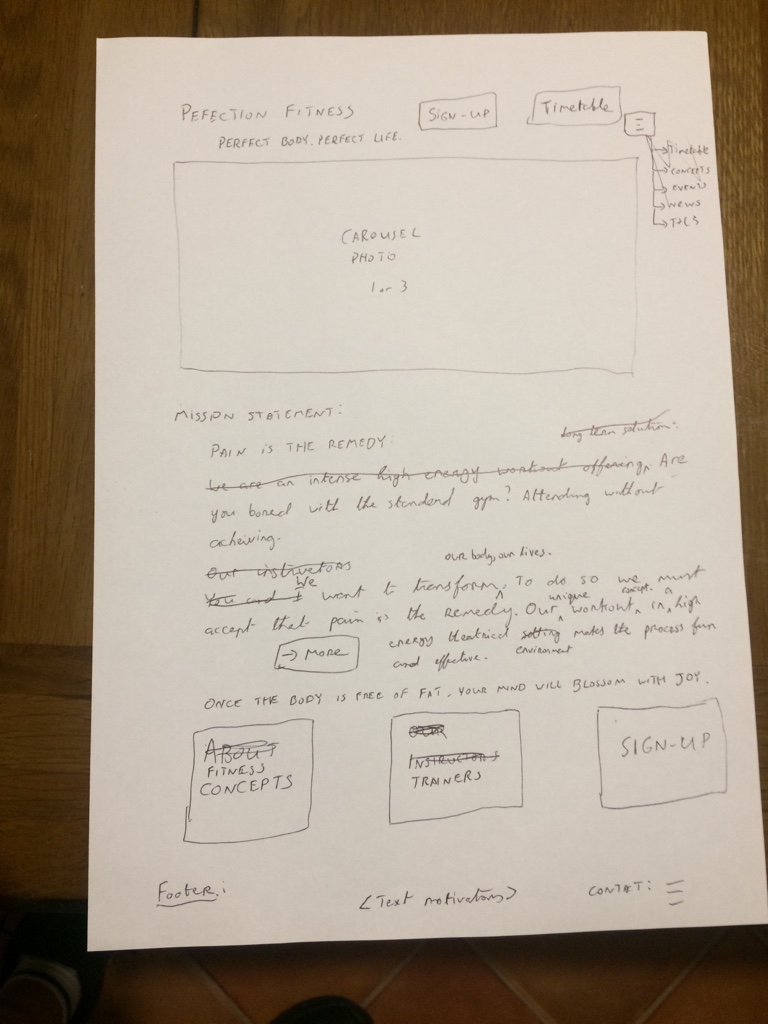 PEFECTION FITNESS
SIGN-UP
Timetable
PERFECT BODY. PERFECT LIFE.
→ Timetable
→ CONCEPTS
→ EVENTS
→ NEWS
→ T+C's
CAROUSEL
PHOTO
1 or 3
MISSION STATEMENT:
long term solution:
PAIN IS THE REMEDY:
We are an intense high energy workout offering. Are
you bored with the standard gym? Attending without
acheiving.
Our instructors
our body, our lives.
You and I We want to transform. To do so we must
unique concept. a
accept that pain is the remedy. Our workout, in high
→ MORE
energy theatrical setting makes the process fun
and effective. environment
ONCE THE BODY IS FREE OF FAT, YOUR MIND WILL BLOSSOM WITH JOY.
ABOUT
FITNESS
CONCEPTS
OUR
INSTRUCTORS
TRAINERS
SIGN-UP
Footer:
<Text motivations>
CONTACT: